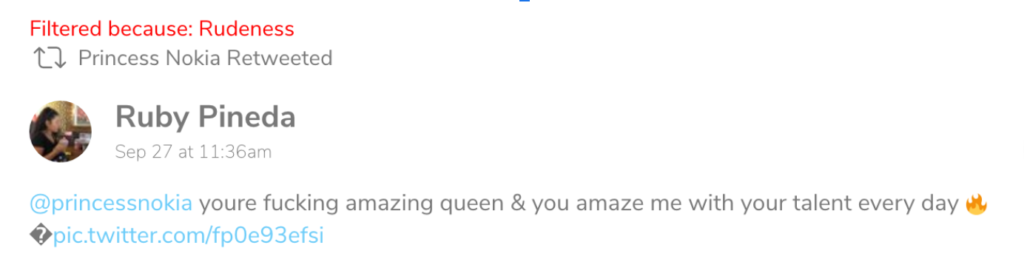 Filtered because: Rudeness
Princess Nokia Retweeted
Ruby Pineda
Sep 27 at 11:36am
@princessnokia youre fucking amazing queen & you amaze me with your talent every day 🔥
�pic.twitter.com/fp0e93efsi